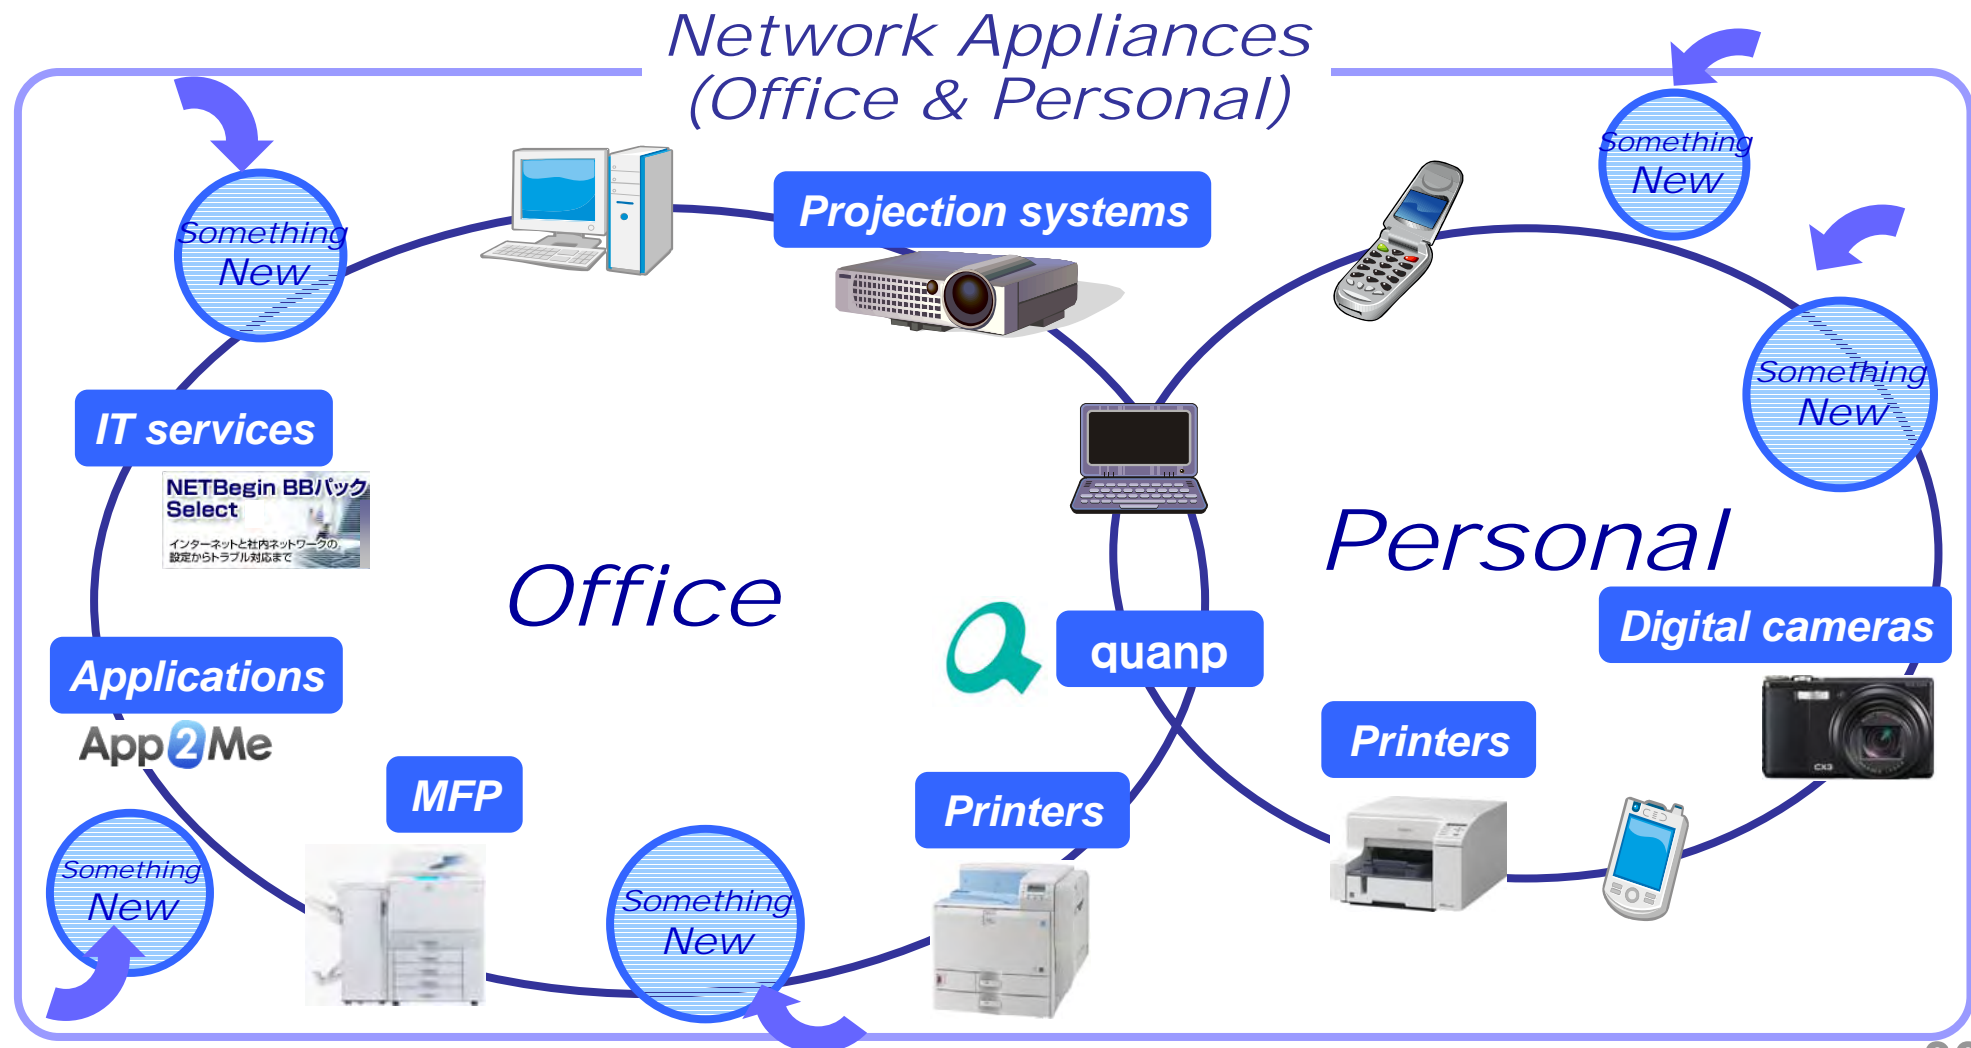 Network Appliances
(Office & Personal)
Something
New
Something
New
Projection systems
Something
New
IT services
NETBegin BBパック
Select
インターネットと社内ネットワークの
設定からトラブル対応まで
Office
Personal
quanp
Digital cameras
Applications
App2Me
Printers
CX3
MFP
Printers
Something
New
Something
New